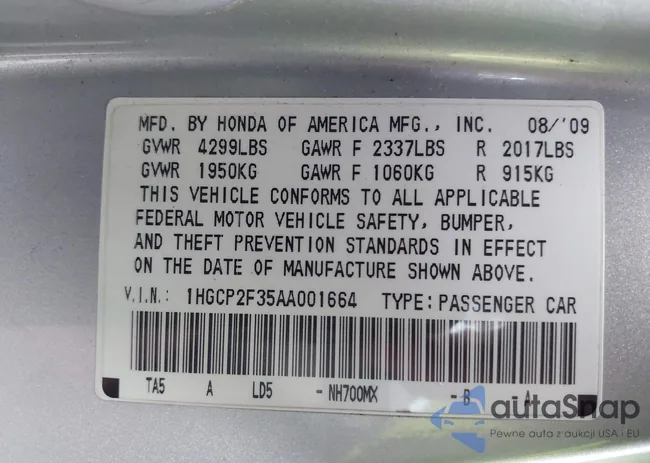 MFD. BY HONDA OF AMERICA MFG., INC. 08/'09
GVWR 4299LBS GAWR F 2337LBS R 2017LBS
GVWR 1950KG GAWR F 1060KG R 915KG
THIS VEHICLE CONFORMS TO ALL APPLICABLE
FEDERAL MOTOR VEHICLE SAFETY, BUMPER,
AND THEFT PREVENTION STANDARDS IN EFFECT
ON THE DATE OF MANUFACTURE SHOWN ABOVE.
V.I.N.: 1HGCP2F35AA001664 TYPE: PASSENGER CAR
TA5 A LD5 -NH700MX -B A
autaSnap
Pewne auta z aukcji USA i EU